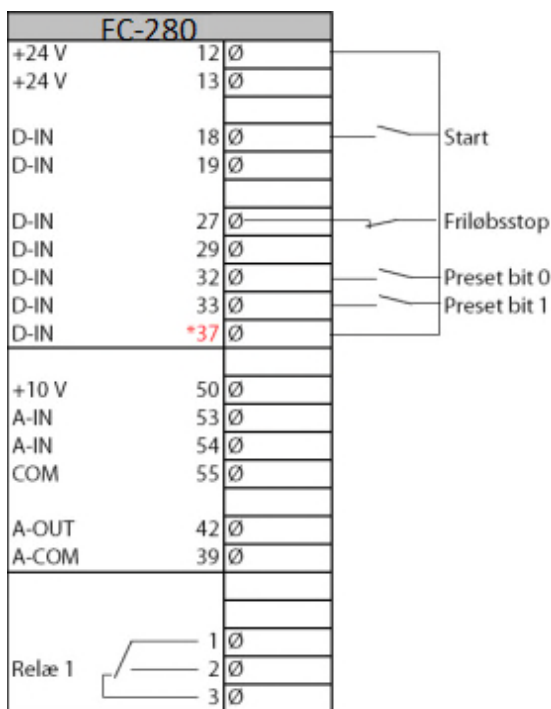 FC-280
+24 V 12 Ø
+24 V 13 Ø
D-IN 18 Ø Start
D-IN 19 Ø
D-IN 27 Ø Friløbsstop
D-IN 29 Ø
D-IN 32 Ø Preset bit 0
D-IN 33 Ø Preset bit 1
D-IN *37 Ø
+10 V 50 Ø
A-IN 53 Ø
A-IN 54 Ø
COM 55 Ø
A-OUT 42 Ø
A-COM 39 Ø
1 Ø
Relæ 1 2 Ø
3 Ø